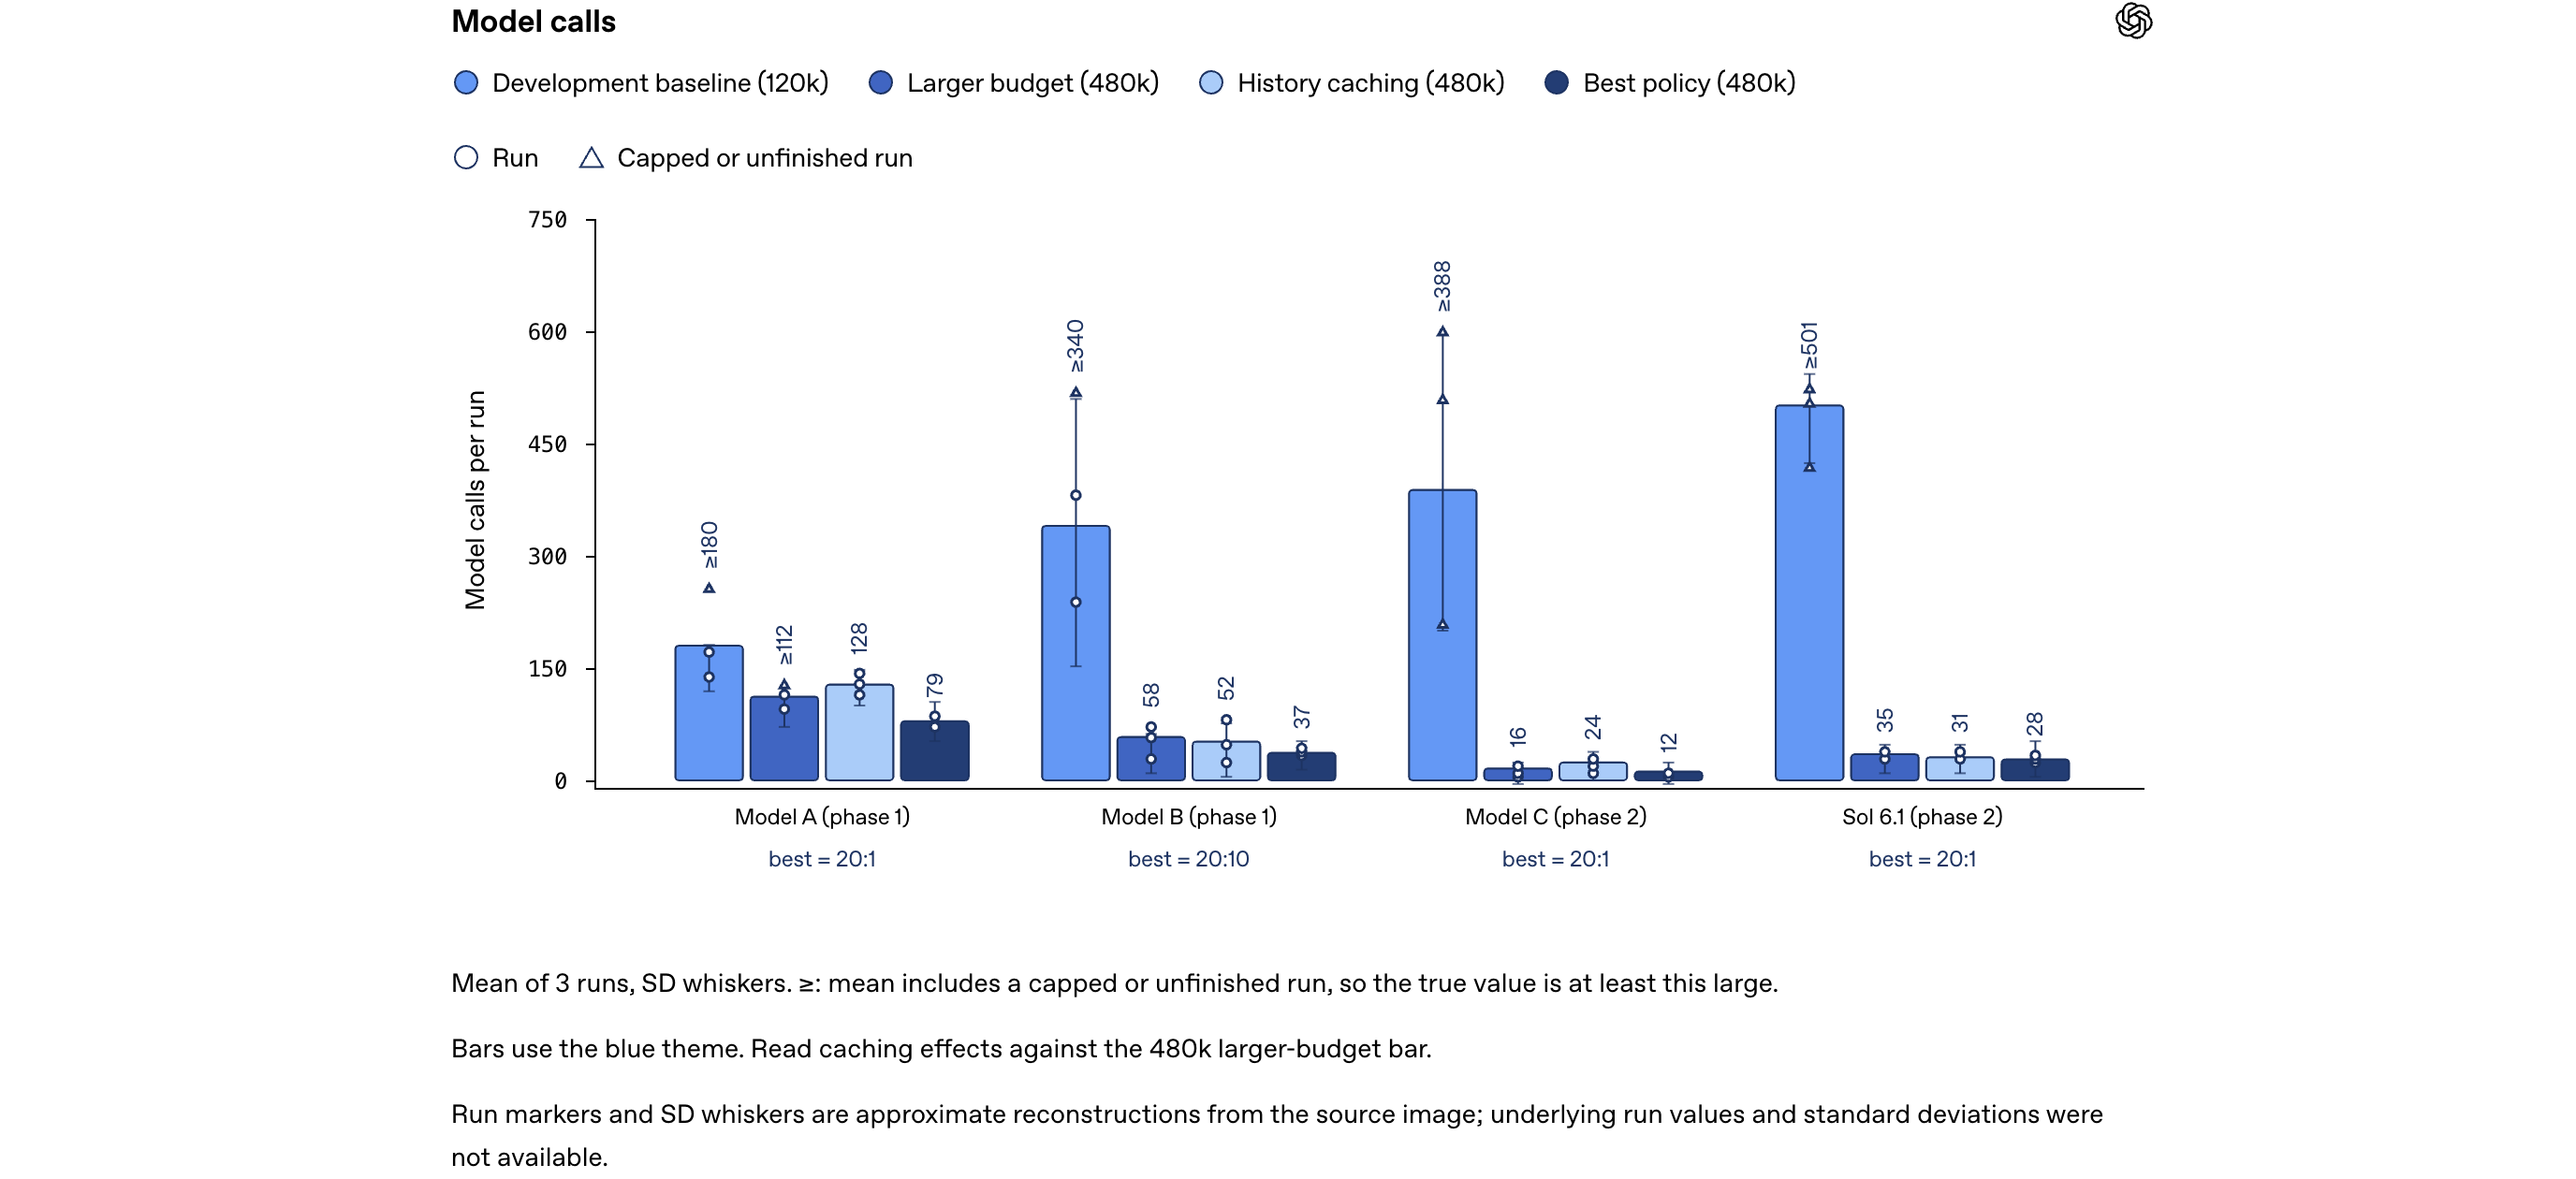 Model calls
Development baseline (120k) Larger budget (480k) History caching (480k) Best policy (480k)
Run Capped or unfinished run
Model calls per run
750
600
450
300
150
0
≥180
≥112
128
79
≥340
58
52
37
≥388
16
24
12
≥501
35
31
28
Model A (phase 1) Model B (phase 1) Model C (phase 2) Sol 6.1 (phase 2)
best = 20:1 best = 20:10 best = 20:1 best = 20:1
Mean of 3 runs, SD whiskers. ≥: mean includes a capped or unfinished run, so the true value is at least this large.
Bars use the blue theme. Read caching effects against the 480k larger-budget bar.
Run markers and SD whiskers are approximate reconstructions from the source image; underlying run values and standard deviations were
not available.